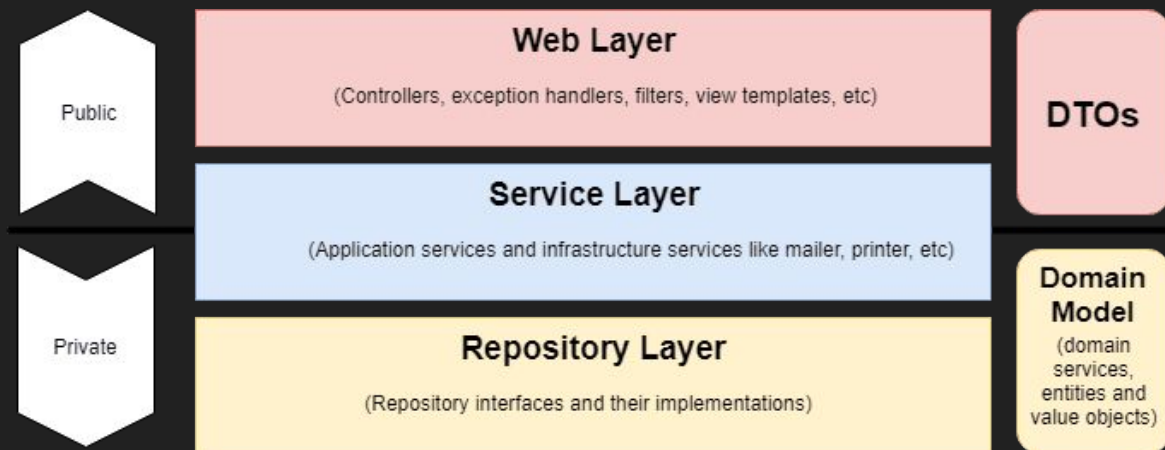 Public
Web Layer
(Controllers, exception handlers, filters, view templates, etc)
DTOs
Service Layer
(Application services and infrastructure services like mailer, printer, etc)
Private
Repository Layer
(Repository interfaces and their implementations)
Domain
Model
(domain
services,
entities and
value objects)